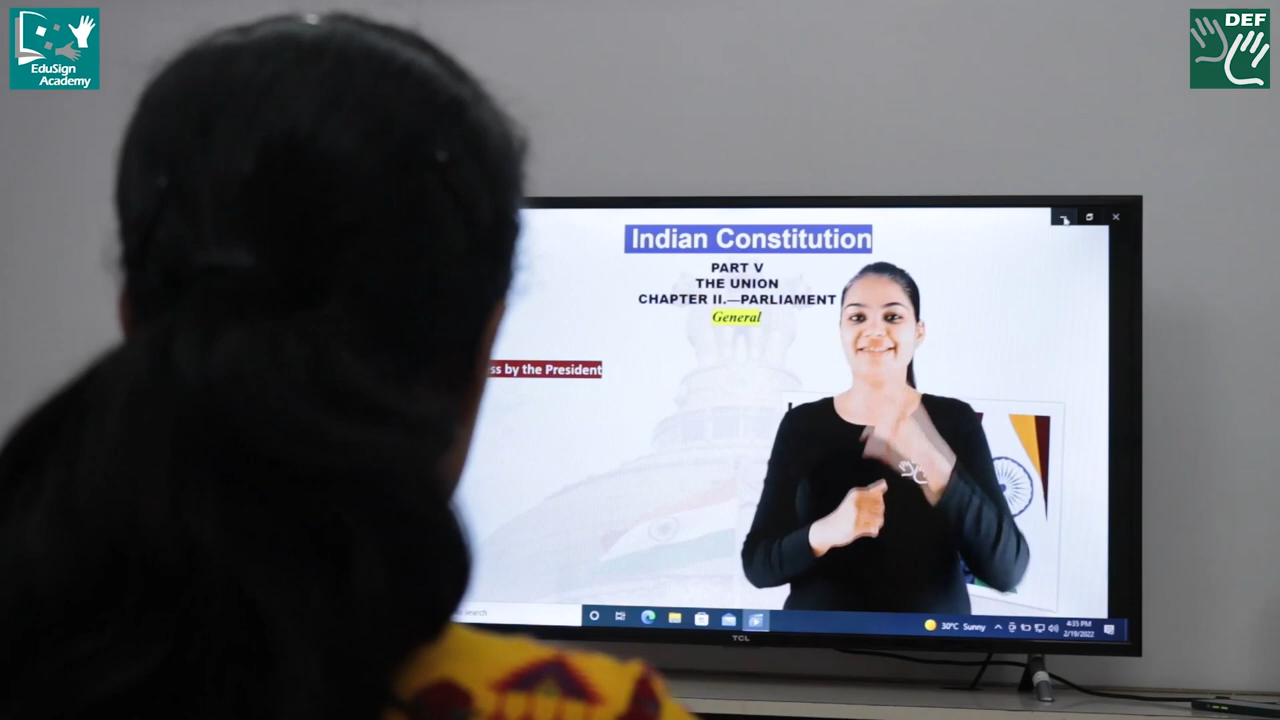 EduSign
Academy
DEF
Indian Constitution
PART V
THE UNION
CHAPTER II.—PARLIAMENT
General
ss by the President
search
30°C Sunny
4:35 PM
2/19/2022
TCL